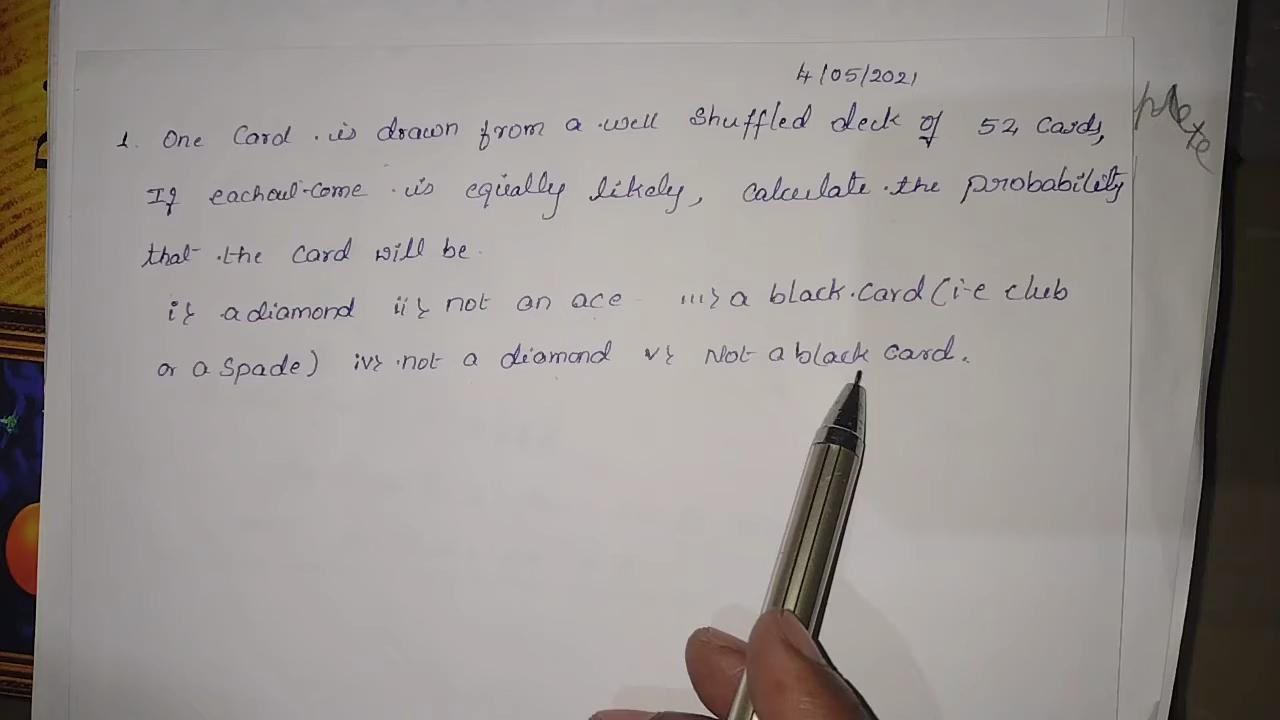 4/05/2021
1. One Card is drawn from a well Shuffled deck of 52 Cards,
If each out-come is equally likely, calculate the probability
that the Card will be.
i} a diamond ii} not an ace iii} a black card (i-e club
or a Spade) iv} not a diamond v} Not a black card.